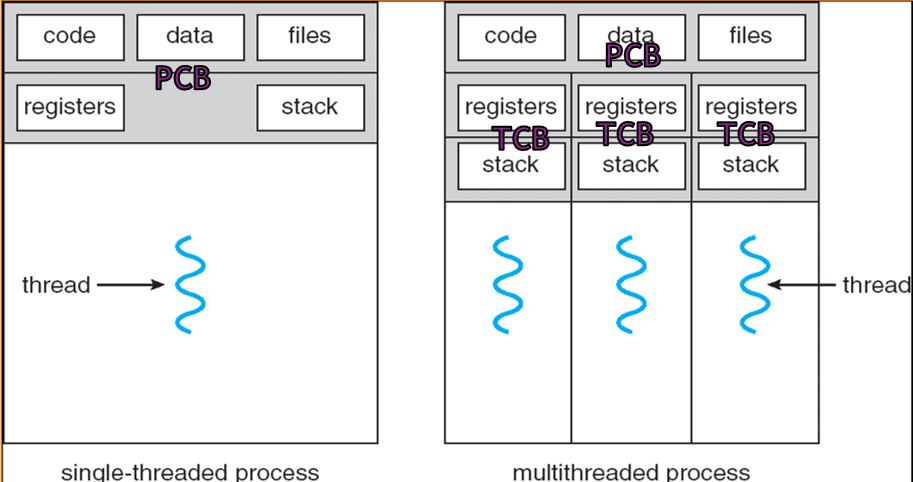 code data files
PCB
registers stack
thread
single-threaded process
code data files
PCB
registers registers registers
TCB TCB TCB
stack stack stack
thread
multithreaded process